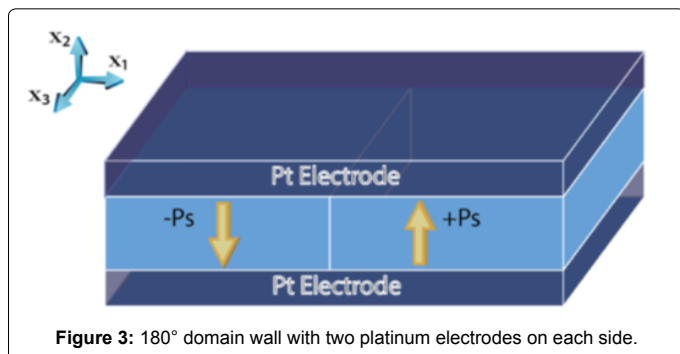 x₂
x₁
x₃
Pt Electrode
-Ps
+Ps
Pt Electrode
Figure 3: 180° domain wall with two platinum electrodes on each side.